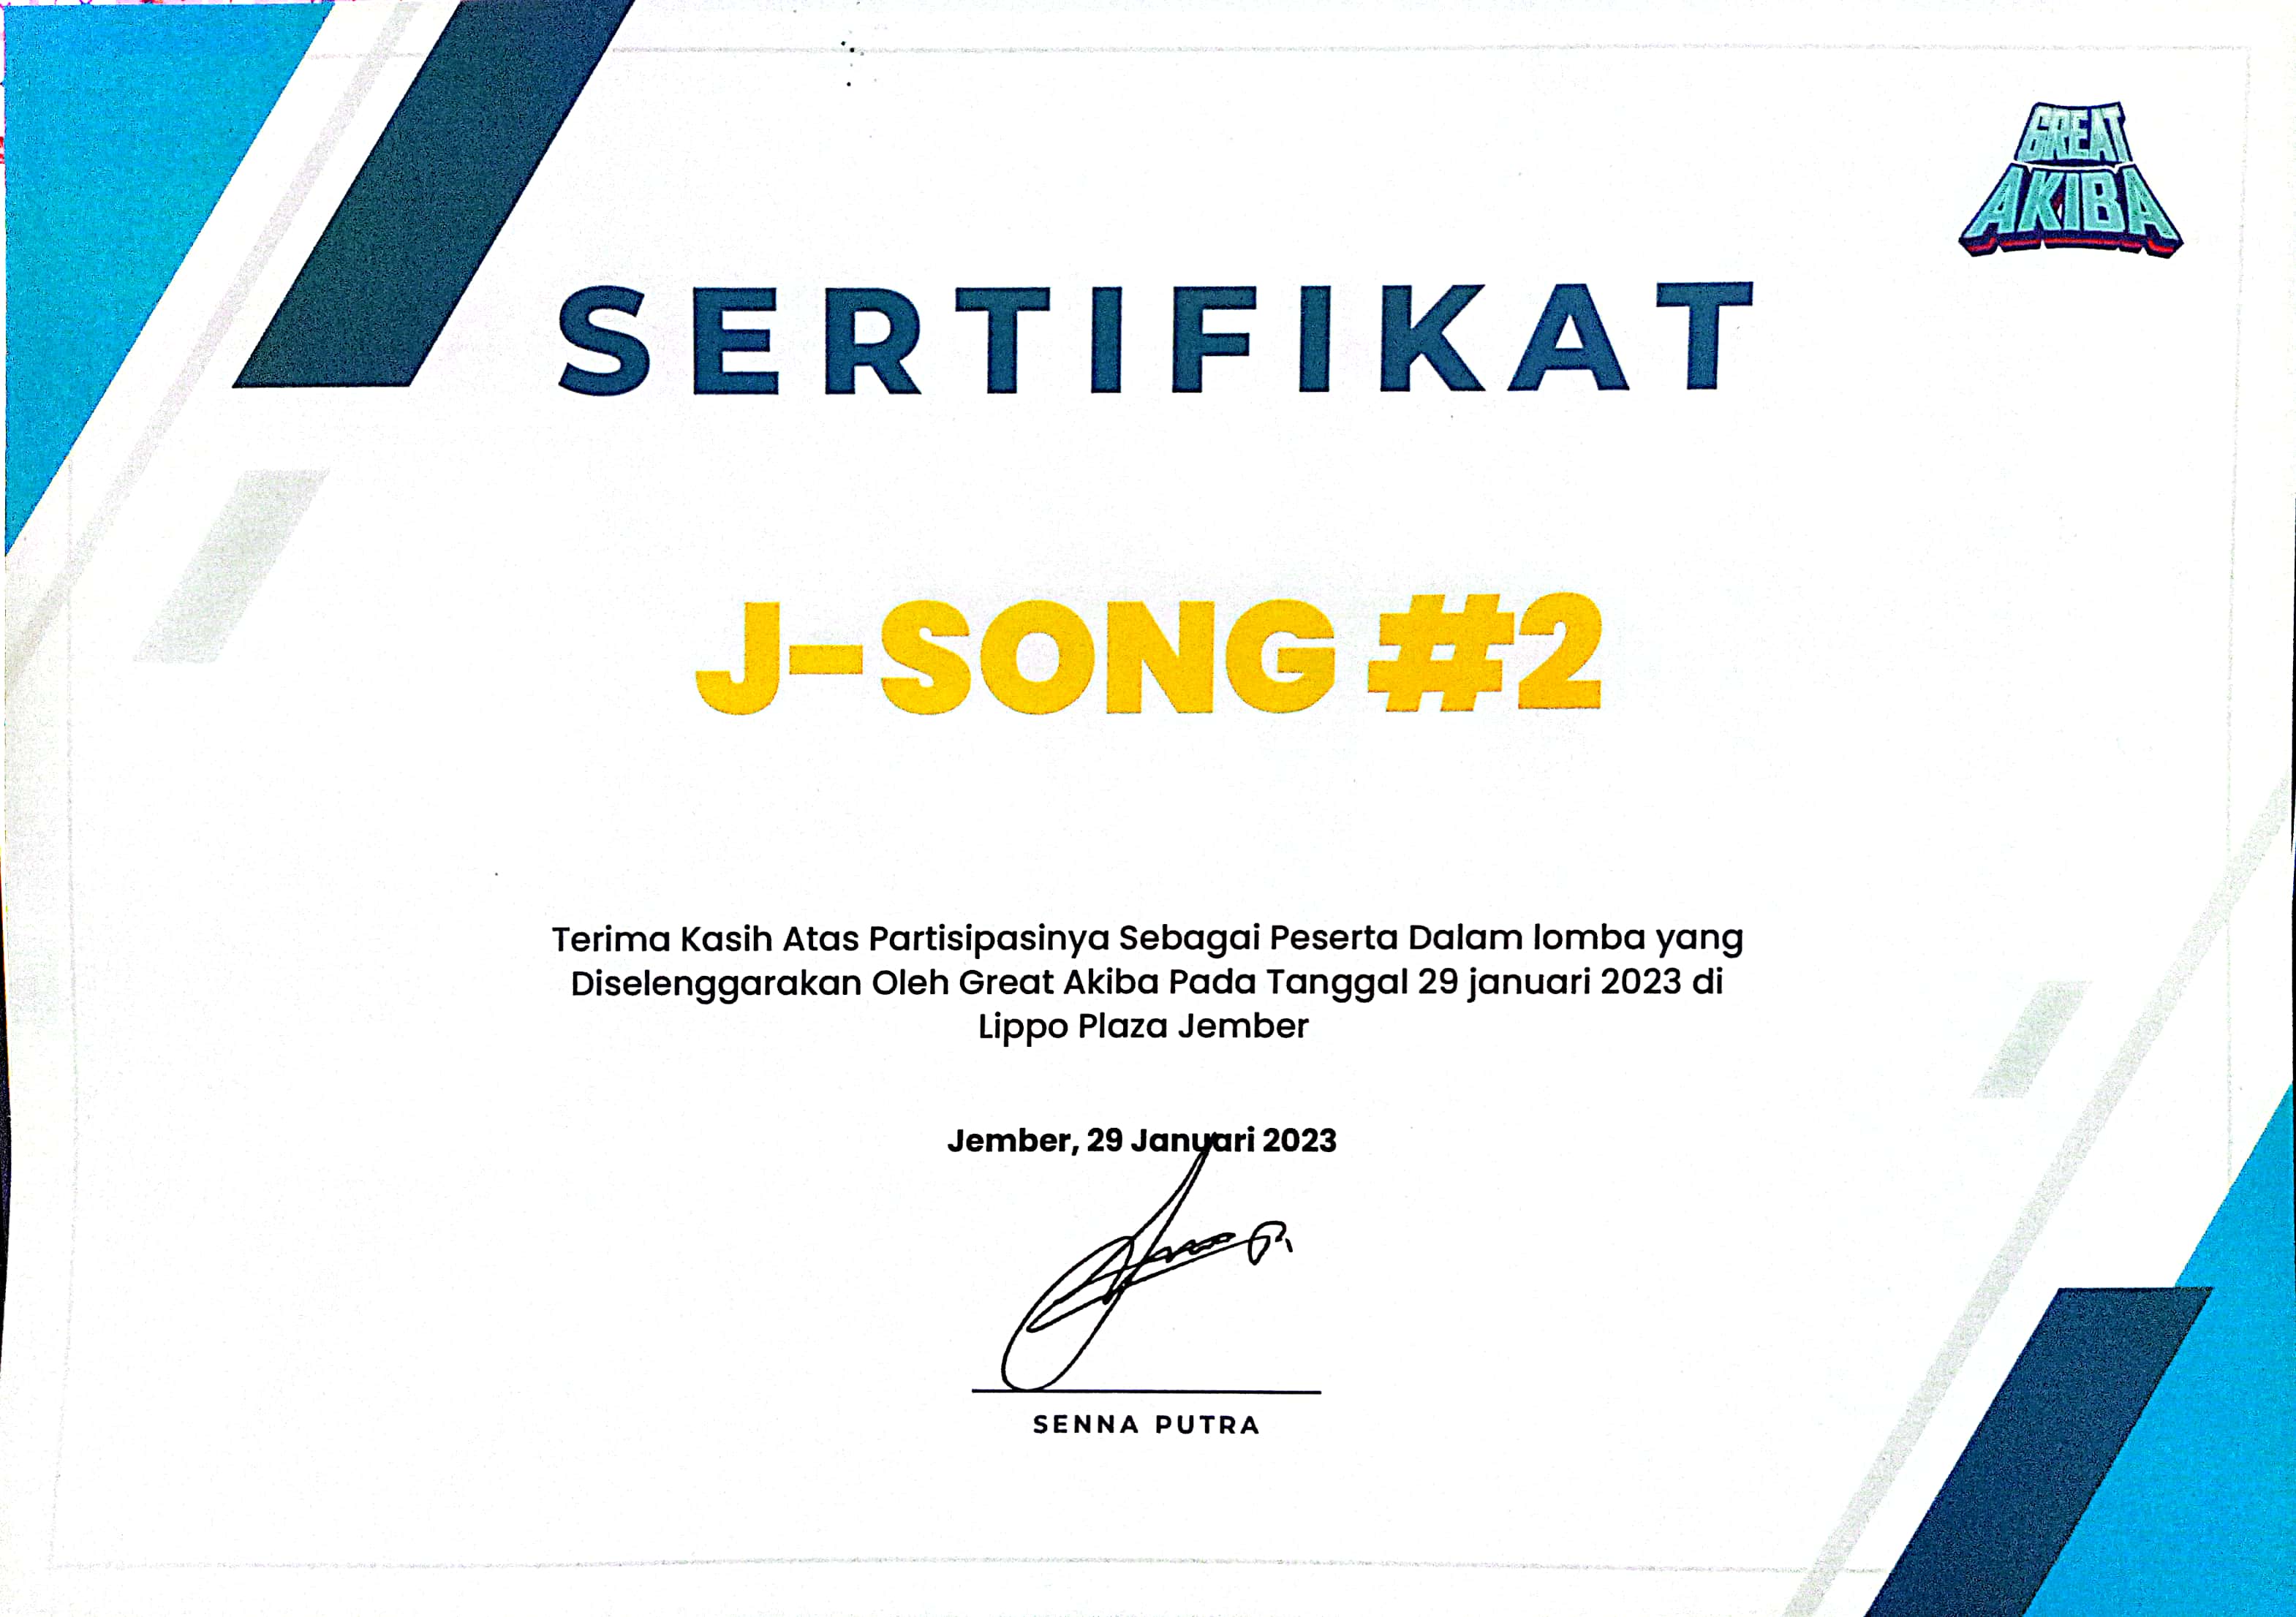 GREAT
AKIBA
SERTIFIKAT
J-SONG #2
Terima Kasih Atas Partisipasinya Sebagai Peserta Dalam lomba yang
Diselenggarakan Oleh Great Akiba Pada Tanggal 29 januari 2023 di
Lippo Plaza Jember
Jember, 29 Januari 2023
SENNA PUTRA